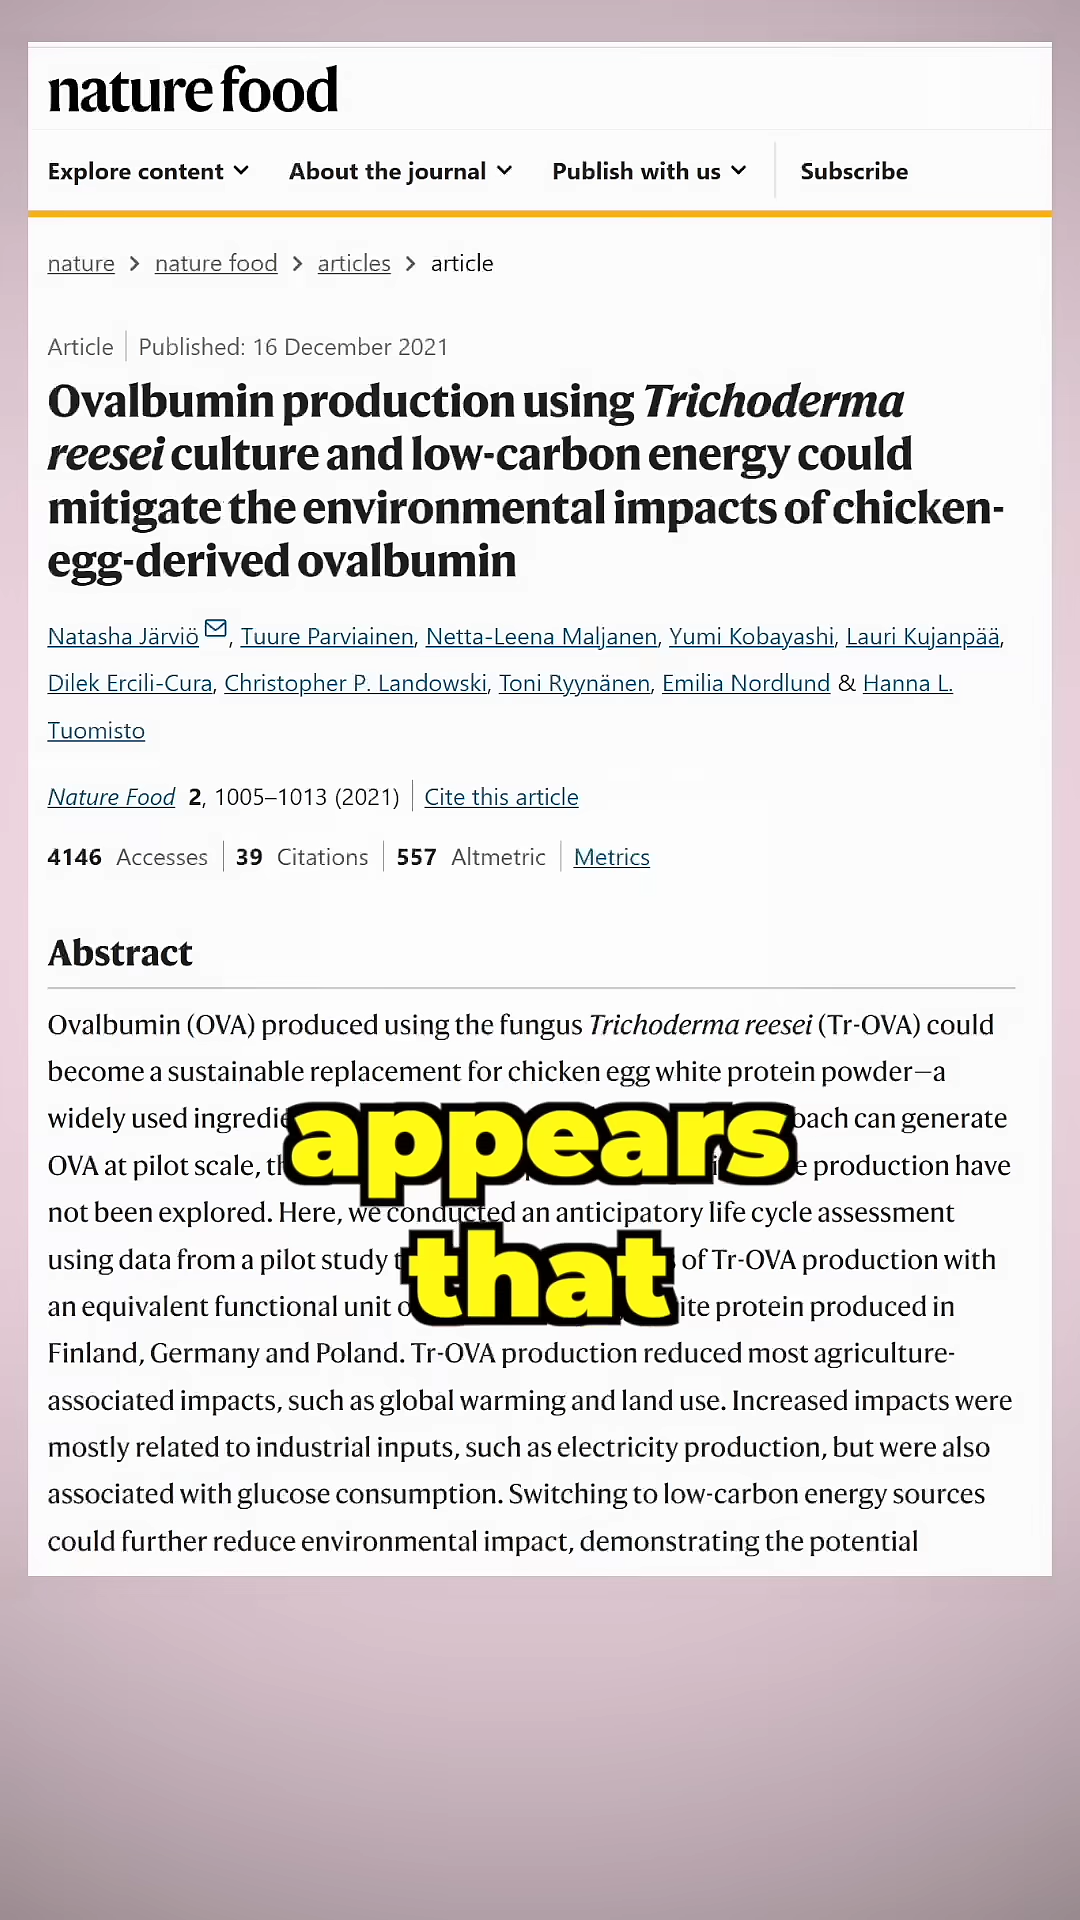 nature food
Explore content About the journal Publish with us Subscribe
nature > nature food > articles > article
Article | Published: 16 December 2021
Ovalbumin production using Trichoderma
reesei culture and low-carbon energy could
mitigate the environmental impacts of chicken-
egg-derived ovalbumin
Natasha Järviö, Tuure Parviainen, Netta-Leena Maljanen, Yumi Kobayashi, Lauri Kujanpää,
Dilek Ercili-Cura, Christopher P. Landowski, Toni Ryynänen, Emilia Nordlund & Hanna L.
Tuomisto
Nature Food 2, 1005–1013 (2021) | Cite this article
4146 Accesses | 39 Citations | 557 Altmetric | Metrics
Abstract
Ovalbumin (OVA) produced using the fungus Trichoderma reesei (Tr-OVA) could
become a sustainable replacement for chicken egg white protein powder—a
widely used can generate
OVA at pilot scale, production have
not been explored. Here, we conducted an anticipatory life cycle assessment
using data from a pilot study of Tr-OVA production with
an equivalent functional unit protein produced in
Finland, Germany and Poland. Tr-OVA production reduced most agriculture-
associated impacts, such as global warming and land use. Increased impacts were
mostly related to industrial inputs, such as electricity production, but were also
associated with glucose consumption. Switching to low-carbon energy sources
could further reduce environmental impact, demonstrating the potential
appears
that